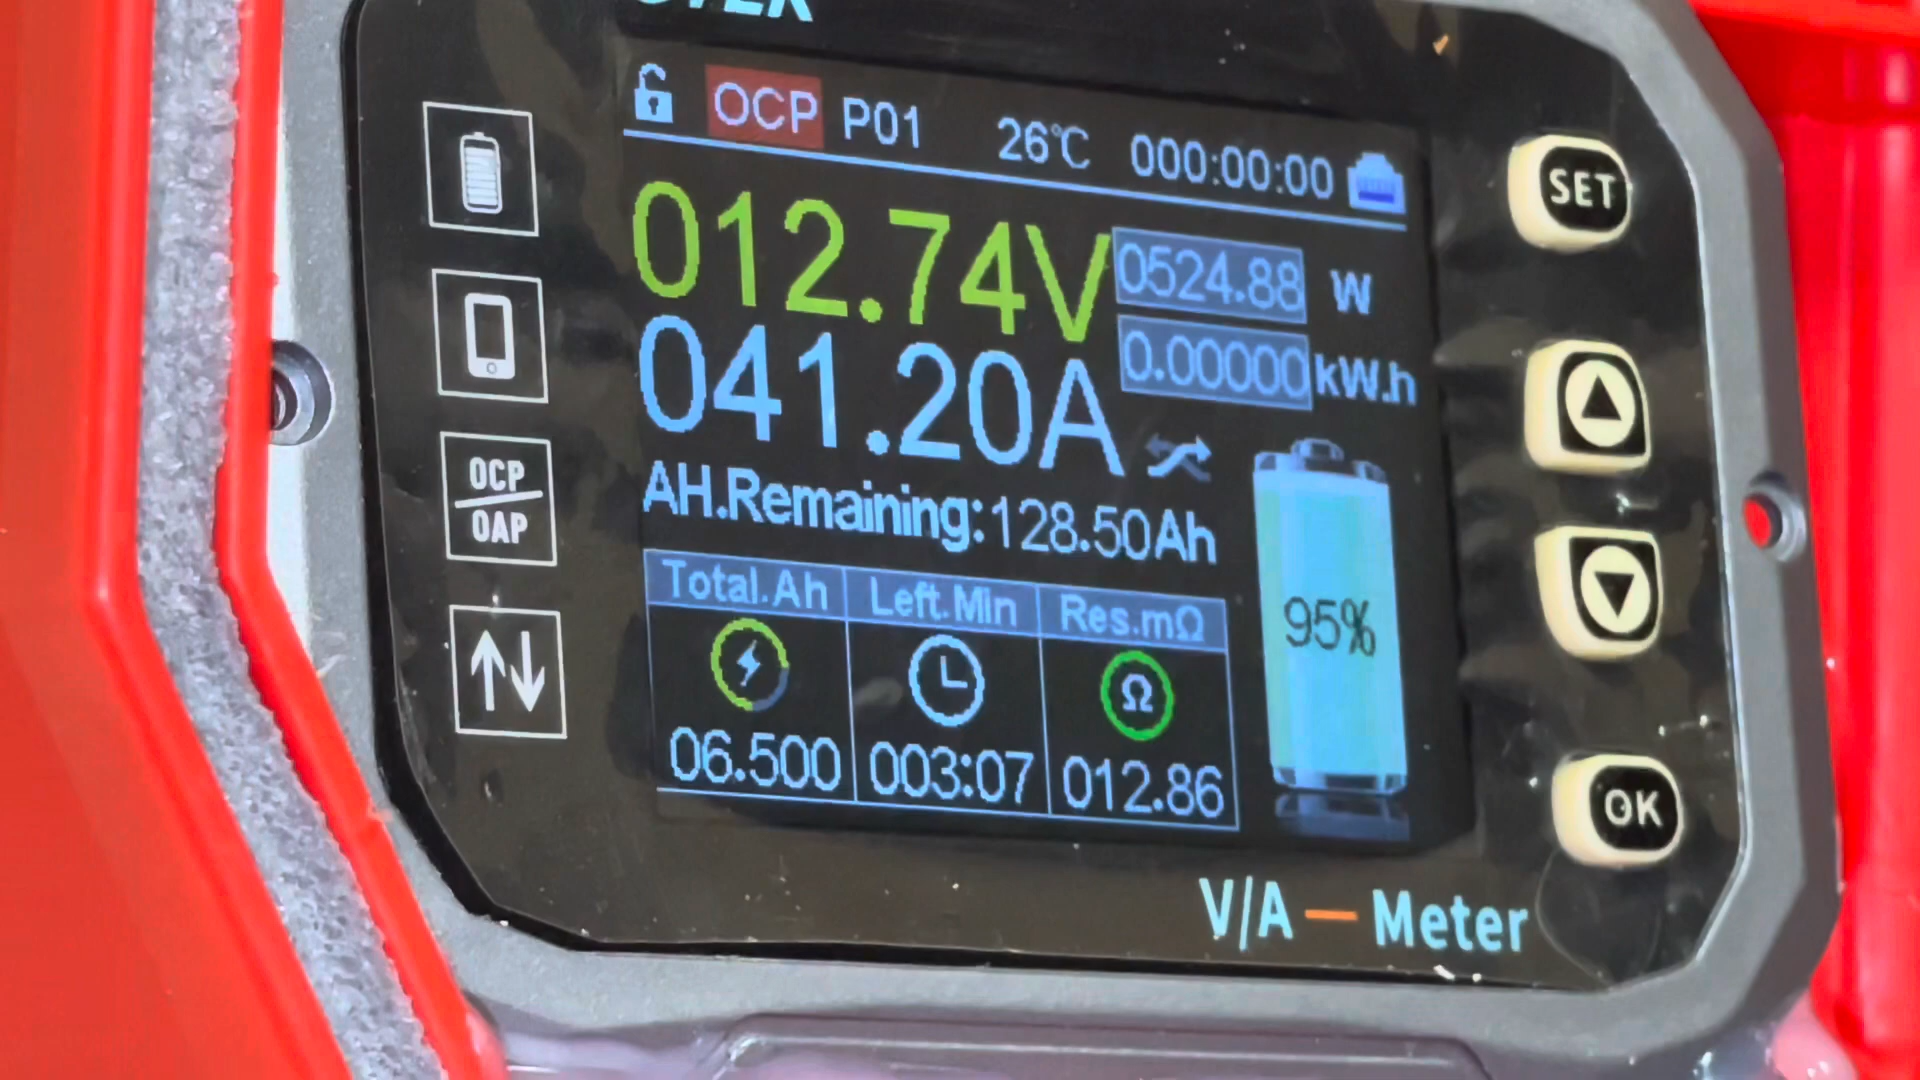 OCP P01 26℃ 000:00:00
012.74V 0524.88 W
0.00000 kW.h
041.20A
AH.Remaining:128.50Ah
Total.Ah Left.Min Res.mΩ
Ω
06.500 003:07 012.86
95%
OCP
OAP
SET
OK
V/A — Meter